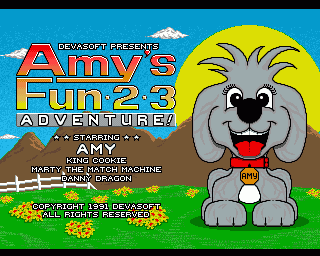 DEVASOFT PRESENTS
Amy's
Fun·2·3
ADVENTURE!
★★ STARRING ★★
AMY
KING COOKIE
MARTY THE MATCH MACHINE
DANNY DRAGON
COPYRIGHT 1991 DEVASOFT
ALL RIGHTS RESERVED
AMY